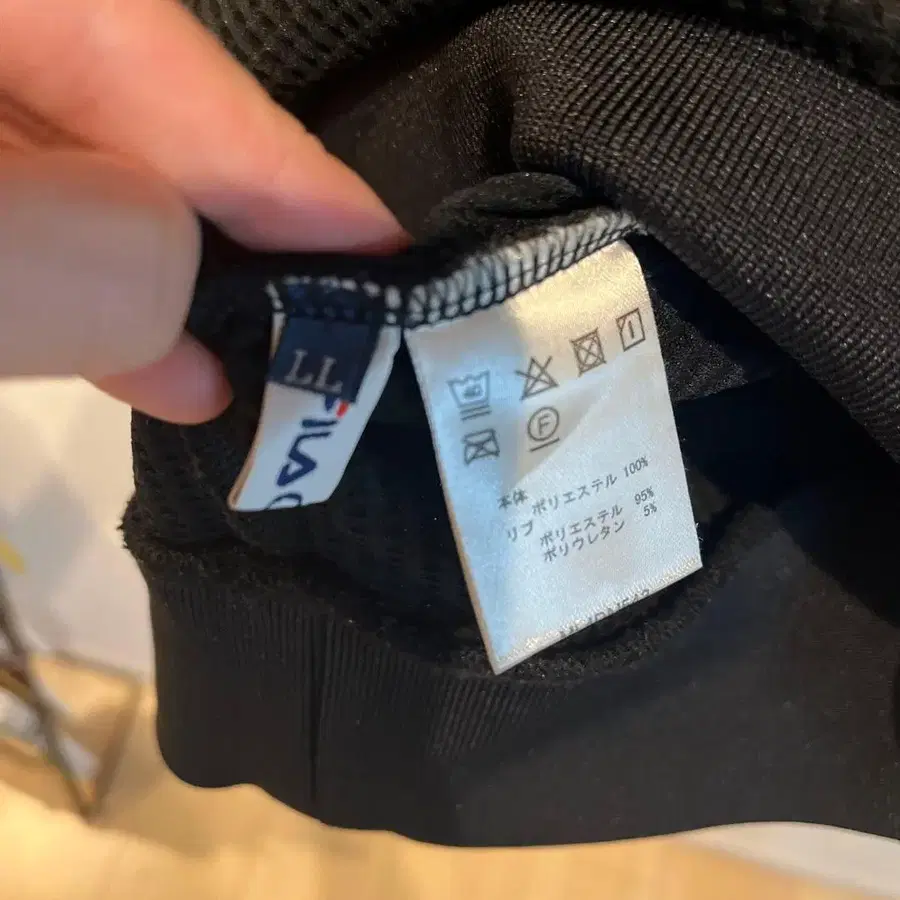 LL
FILA
F
本体 ポリエステル 100%
リブ ポリエステル 95%
ポリウレタン 5%